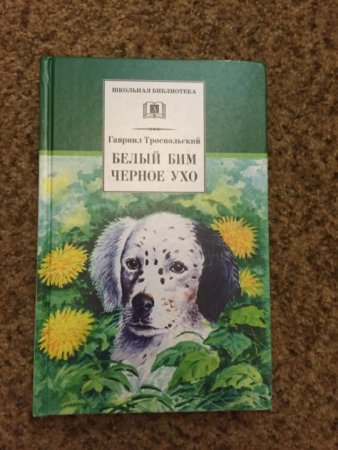 ШКОЛЬНАЯ БИБЛИОТЕКА
Гавриил Троепольский
БЕЛЫЙ БИМ
ЧЕРНОЕ УХО